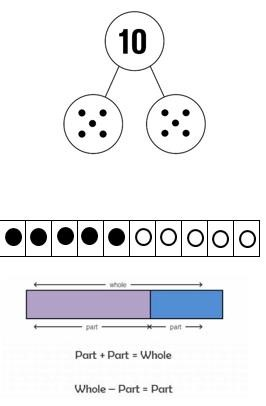 10
whole
part part
Part + Part = Whole
Whole – Part = Part